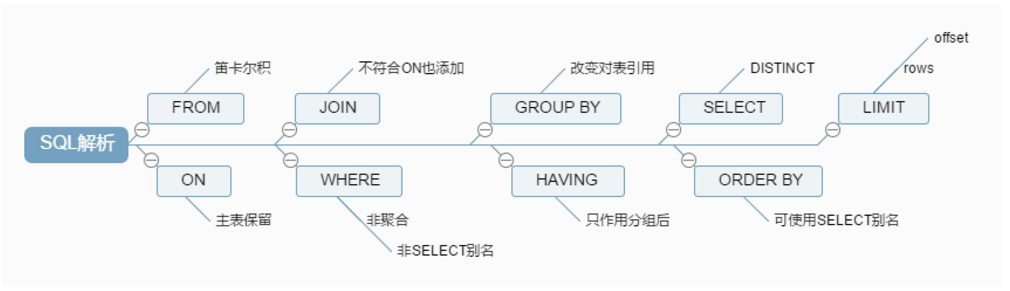 offset
笛卡尔积
不符合ON也添加
改变对表引用
DISTINCT
rows
FROM
JOIN
GROUP BY
SELECT
LIMIT
SQL解析
ON
WHERE
HAVING
ORDER BY
主表保留
非聚合
只作用分组后
可使用SELECT别名
非SELECT别名